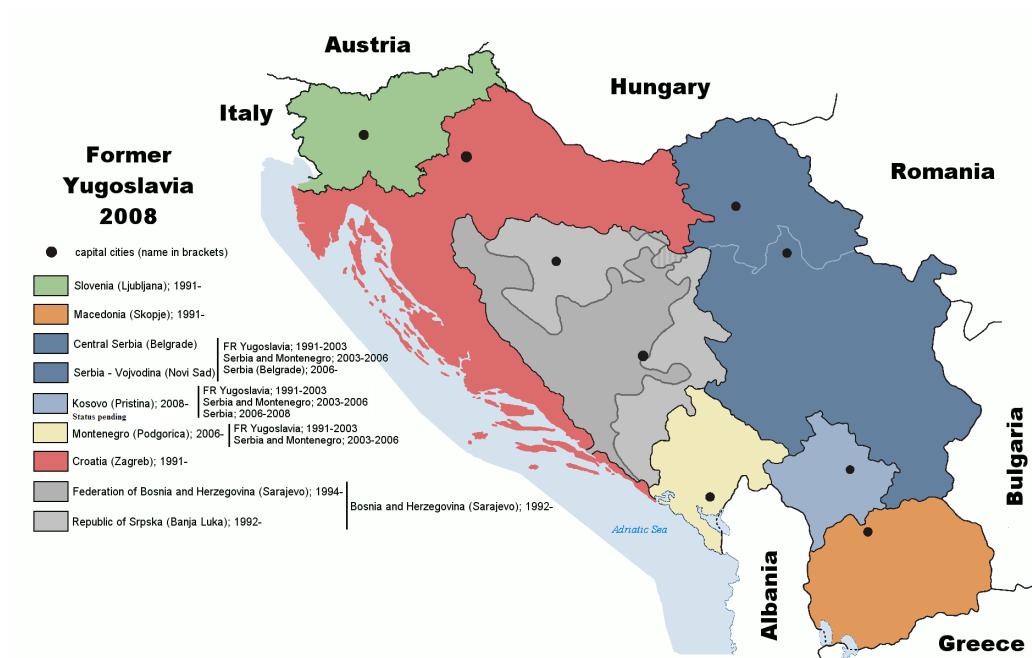 Austria
Hungary
Italy
Romania
Former
Yugoslavia
2008
capital cities (name in brackets)
Slovenia (Ljubljana); 1991-
Macedonia (Skopje); 1991-
Central Serbia (Belgrade)
Serbia - Vojvodina (Novi Sad)
FR Yugoslavia; 1991-2003
Serbia and Montenegro; 2003-2006
Serbia (Belgrade); 2006-
Kosovo (Pristina); 2008-
Status pending
FR Yugoslavia; 1991-2003
Serbia and Montenegro; 2003-2006
Serbia; 2006-2008
Montenegro (Podgorica); 2006-
FR Yugoslavia; 1991-2003
Serbia and Montenegro; 2003-2006
Croatia (Zagreb); 1991-
Federation of Bosnia and Herzegovina (Sarajevo); 1994-
Republic of Srpska (Banja Luka); 1992-
Bosnia and Herzegovina (Sarajevo); 1992-
Adriatic Sea
Bulgaria
Albania
Greece